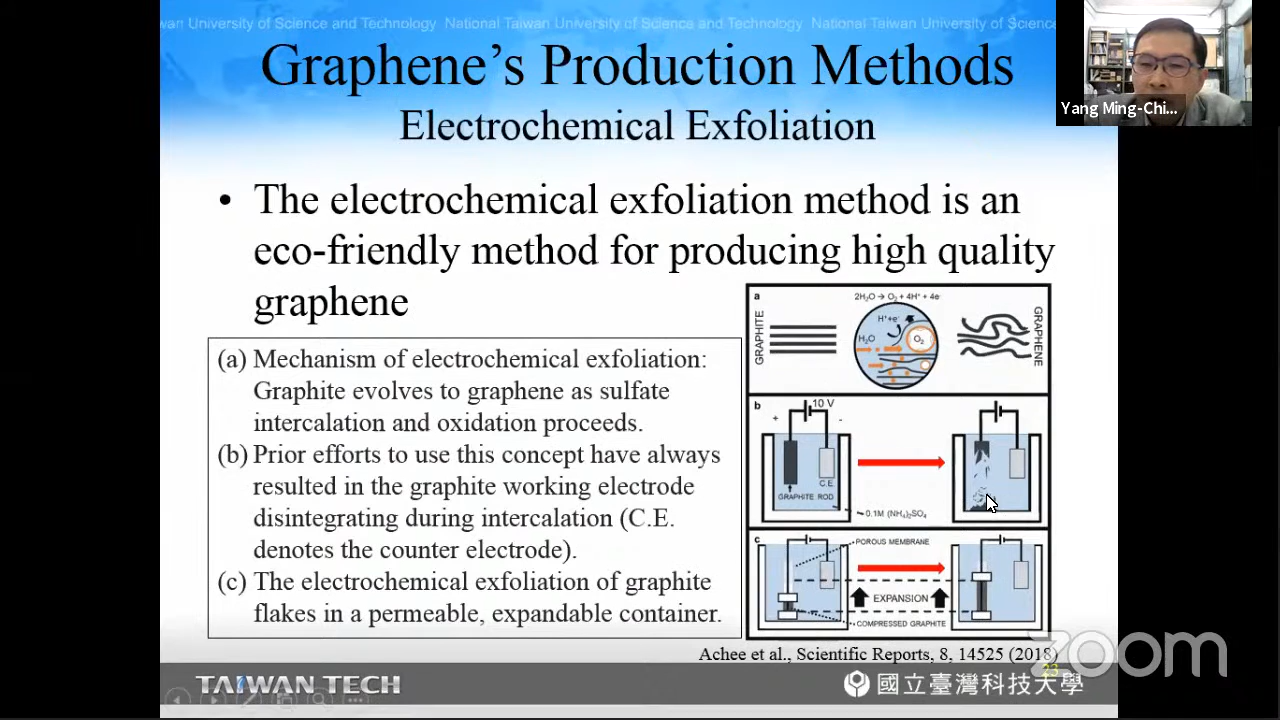 wan University of Science and Technology National Taiwan University of Science and Technology National Taiwan University of Science
Graphene's Production Methods
Electrochemical Exfoliation
Yang Ming-Chi...
• The electrochemical exfoliation method is an
eco-friendly method for producing high quality
graphene
(a) Mechanism of electrochemical exfoliation:
Graphite evolves to graphene as sulfate
intercalation and oxidation proceeds.
(b) Prior efforts to use this concept have always
resulted in the graphite working electrode
disintegrating during intercalation (C.E.
denotes the counter electrode).
(c) The electrochemical exfoliation of graphite
flakes in a permeable, expandable container.
a
2H₂O → O₂ + 4H⁺ + 4e⁻
GRAPHITE
H⁺+e⁻
H₂O
O₂
GRAPHENE
b
10 V
+ -
C.E.
GRAPHITE ROD
0.1M (NH₄)₂SO₄
c
POROUS MEMBRANE
EXPANSION
COMPRESSED GRAPHITE
Achee et al., Scientific Reports, 8, 14525 (2018)
23
zoom
TAIWAN TECH
國立臺灣科技大學